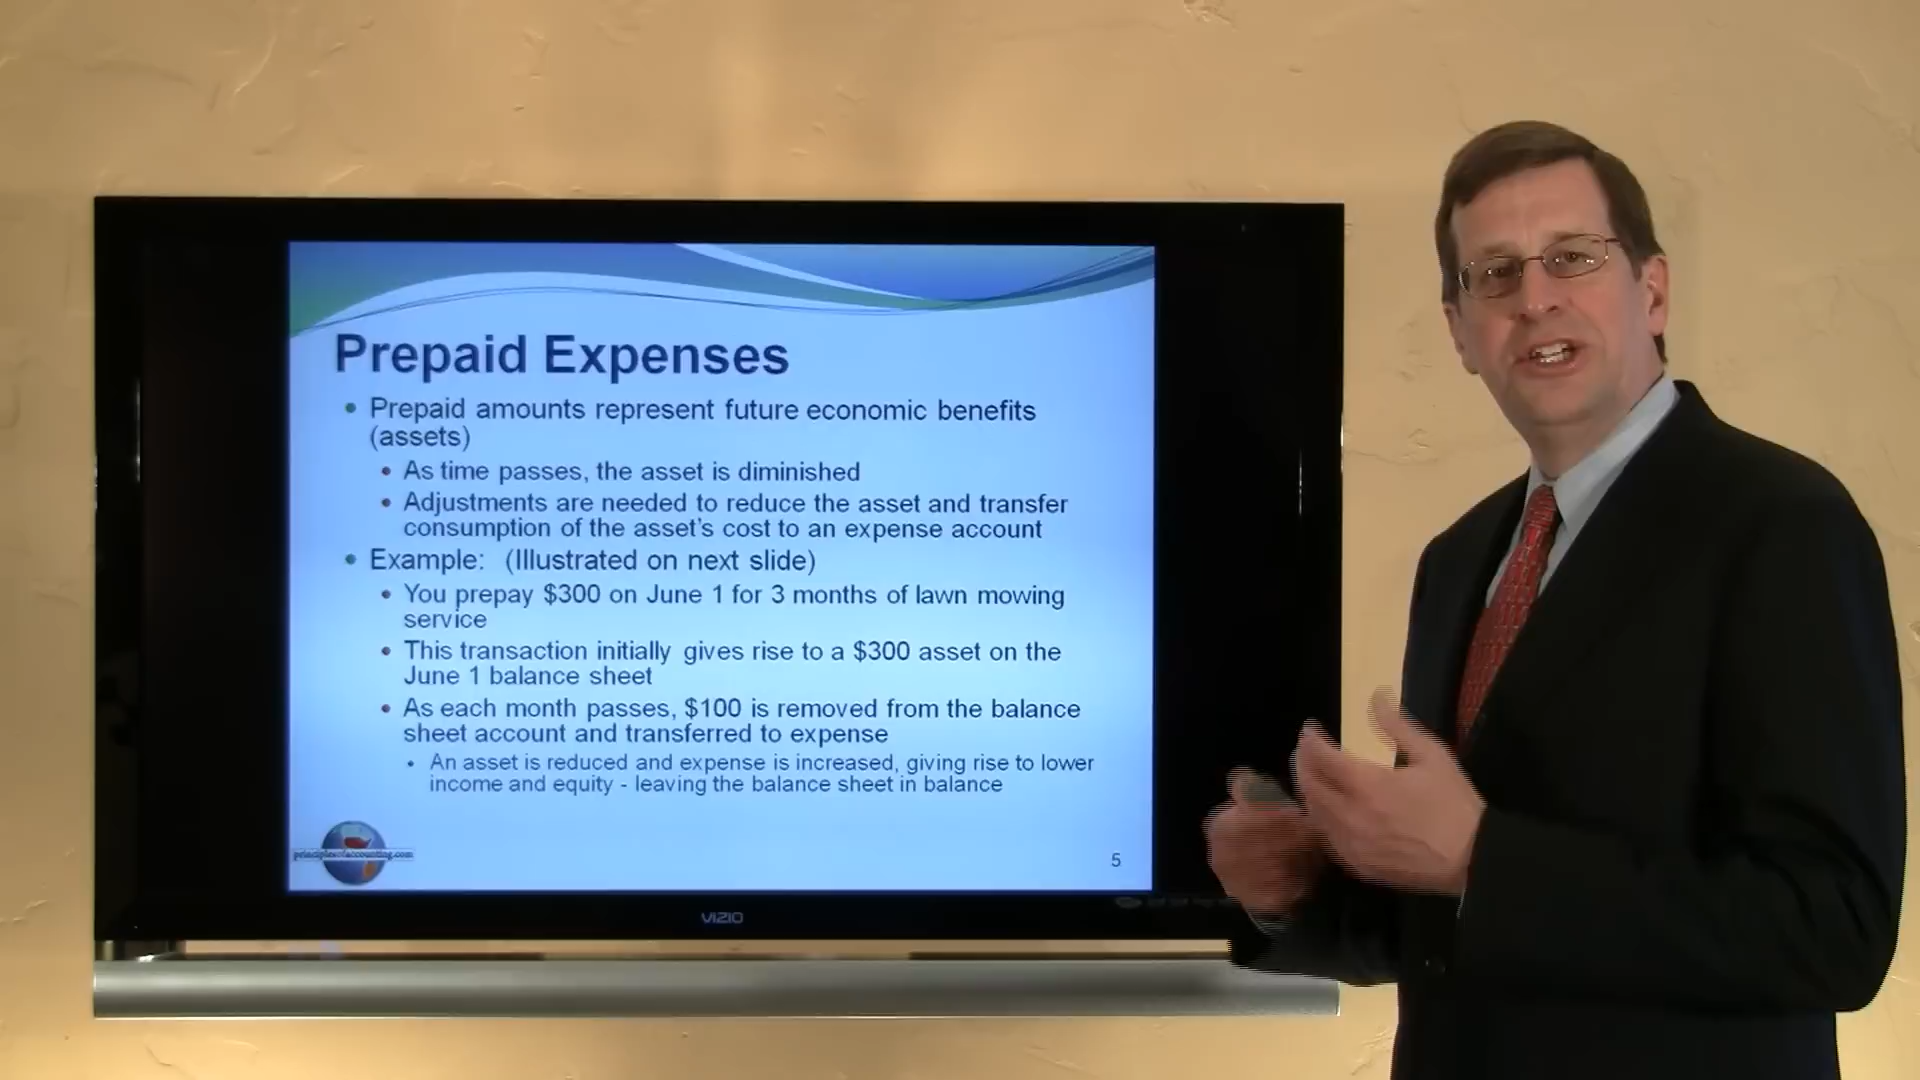 Prepaid Expenses
• Prepaid amounts represent future economic benefits
(assets)
• As time passes, the asset is diminished
• Adjustments are needed to reduce the asset and transfer
consumption of the asset's cost to an expense account
• Example: (Illustrated on next slide)
• You prepay $300 on June 1 for 3 months of lawn mowing
service
• This transaction initially gives rise to a $300 asset on the
June 1 balance sheet
• As each month passes, $100 is removed from the balance
sheet account and transferred to expense
• An asset is reduced and expense is increased, giving rise to lower
income and equity - leaving the balance sheet in balance
principlesofaccounting.com
5
VIZIO